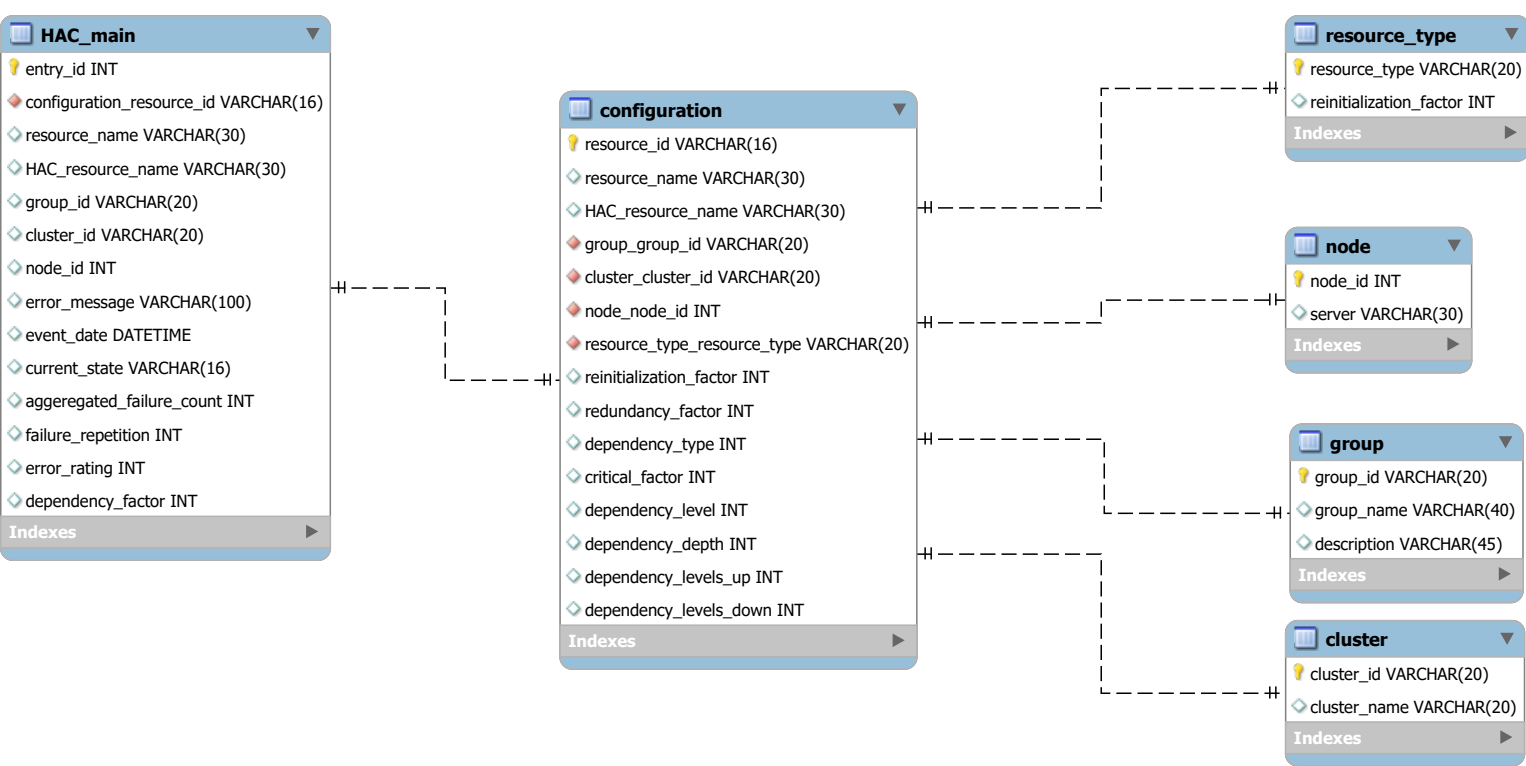 HAC_main
entry_id INT
configuration_resource_id VARCHAR(16)
resource_name VARCHAR(30)
HAC_resource_name VARCHAR(30)
group_id VARCHAR(20)
cluster_id VARCHAR(20)
node_id INT
error_message VARCHAR(100)
event_date DATETIME
current_state VARCHAR(16)
aggeregated_failure_count INT
failure_repetition INT
error_rating INT
dependency_factor INT
Indexes
configuration
resource_id VARCHAR(16)
resource_name VARCHAR(30)
HAC_resource_name VARCHAR(30)
group_group_id VARCHAR(20)
cluster_cluster_id VARCHAR(20)
node_node_id INT
resource_type_resource_type VARCHAR(20)
reinitialization_factor INT
redundancy_factor INT
dependency_type INT
critical_factor INT
dependency_level INT
dependency_depth INT
dependency_levels_up INT
dependency_levels_down INT
Indexes
resource_type
resource_type VARCHAR(20)
reinitialization_factor INT
Indexes
node
node_id INT
server VARCHAR(30)
Indexes
group
group_id VARCHAR(20)
group_name VARCHAR(40)
description VARCHAR(45)
Indexes
cluster
cluster_id VARCHAR(20)
cluster_name VARCHAR(20)
Indexes